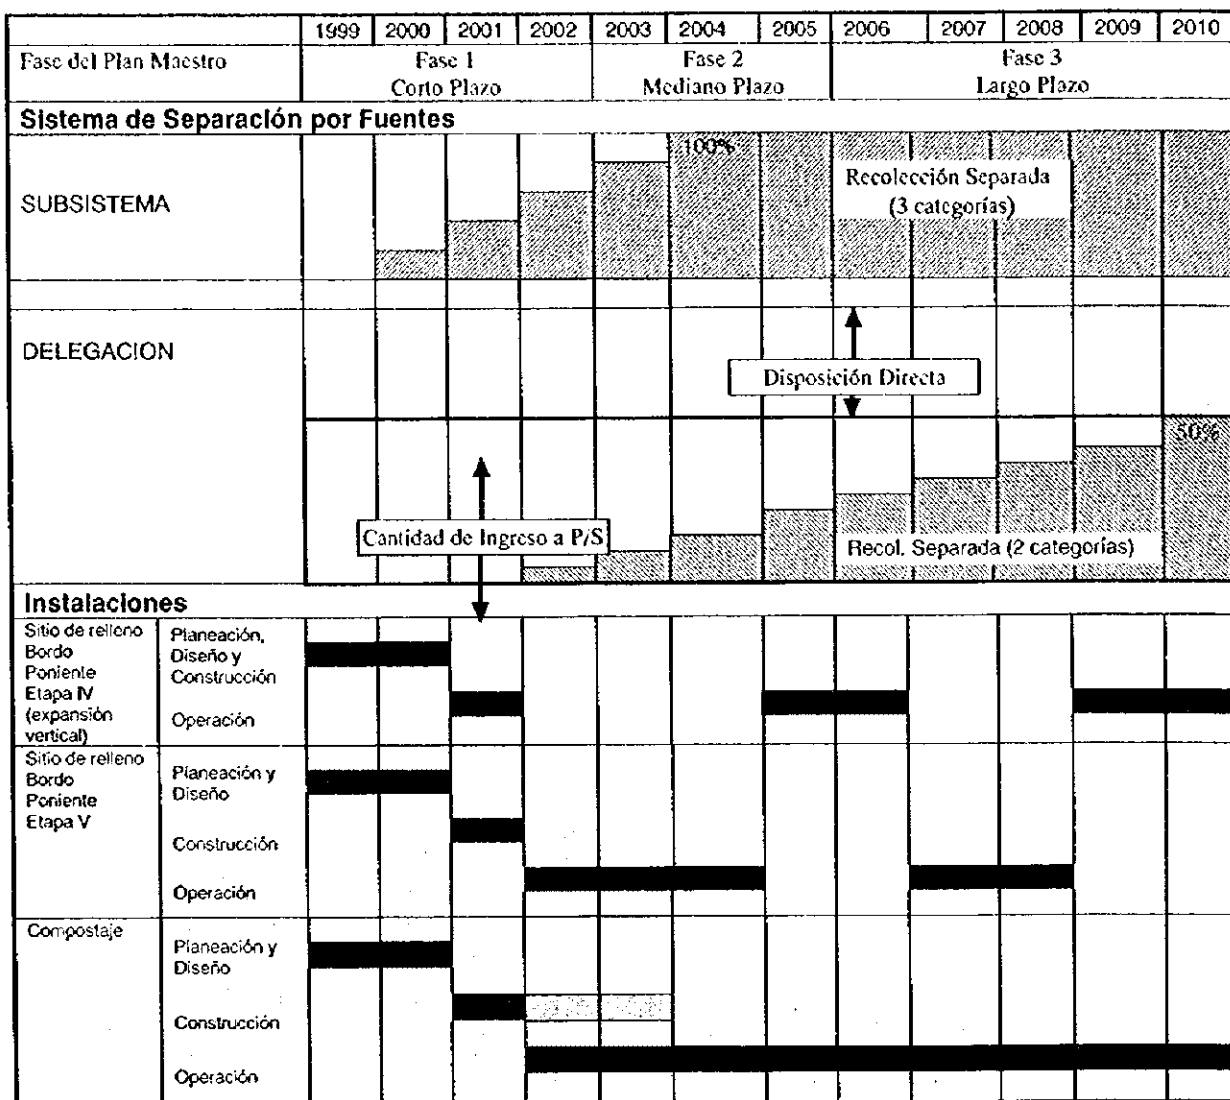 1999 2000 2001 2002 2003 2004 2005 2006 2007 2008 2009 2010
Fase del Plan Maestro
Fase 1
Corto Plazo
Fase 2
Mediano Plazo
Fase 3
Largo Plazo
Sistema de Separación por Fuentes
SUBSISTEMA
100%
Recolección Separada
(3 categorías)
DELEGACION
Disposición Directa
50%
Cantidad de Ingreso a P/S
Recol. Separada (2 categorías)
Instalaciones
Sitio de relleno
Bordo
Poniente
Etapa IV
(expansión
vertical)
Planeación,
Diseño y
Construcción
Operación
Sitio de relleno
Bordo
Poniente
Etapa V
Planeación y
Diseño
Construcción
Operación
Compostaje
Planeación y
Diseño
Construcción
Operación